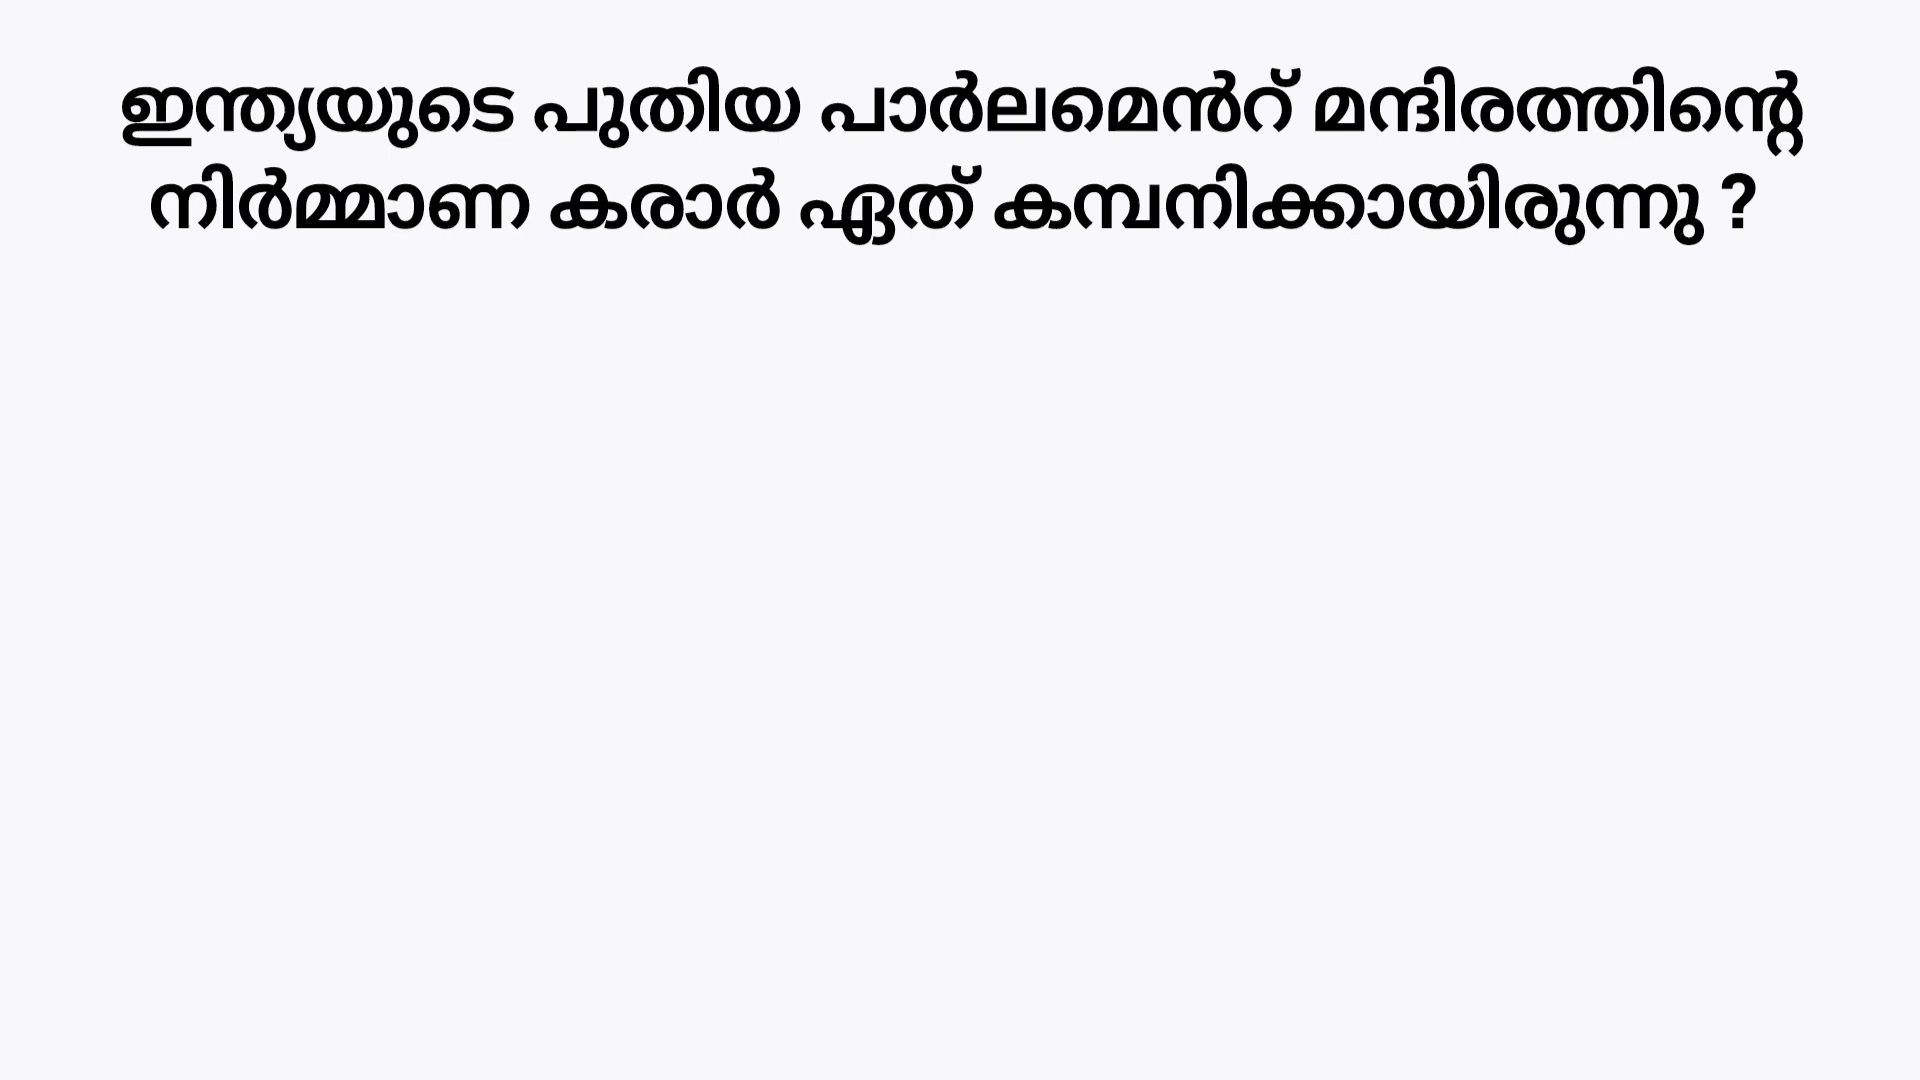 ഇന്ത്യയുടെ പുതിയ പാർലമെൻറ് മന്ദിരത്തിന്റെ
നിർമ്മാണ കരാർ ഏത് കമ്പനിക്കായിരുന്നു ?